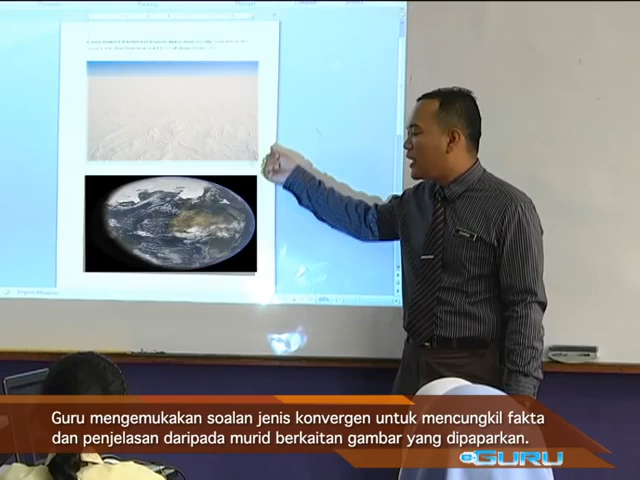 Guru mengemukakan soalan jenis konvergen untuk mencungkil fakta
dan penjelasan daripada murid berkaitan gambar yang dipaparkan.
e-GURU